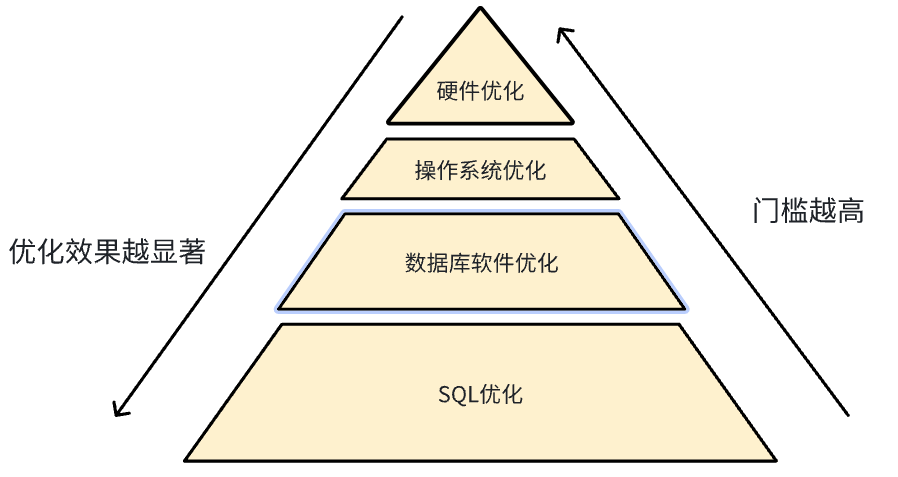 硬件优化
操作系统优化
门槛越高
优化效果越显著
数据库软件优化
SQL优化